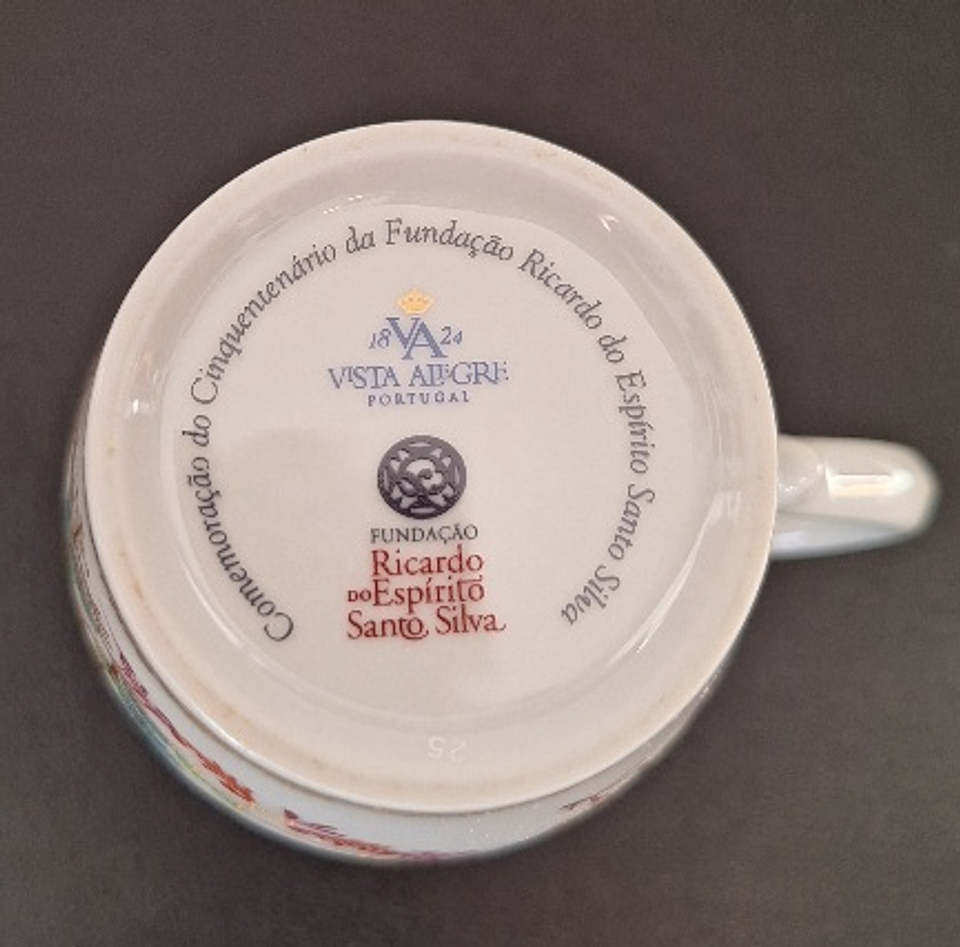 Comemoração do Cinquentenário da Fundação Ricardo do Espírito Santo Silva
18 VA 24
VISTA ALEGRE
PORTUGAL
FUNDAÇÃO
Ricardo
DO Espírito
Santo Silva
25